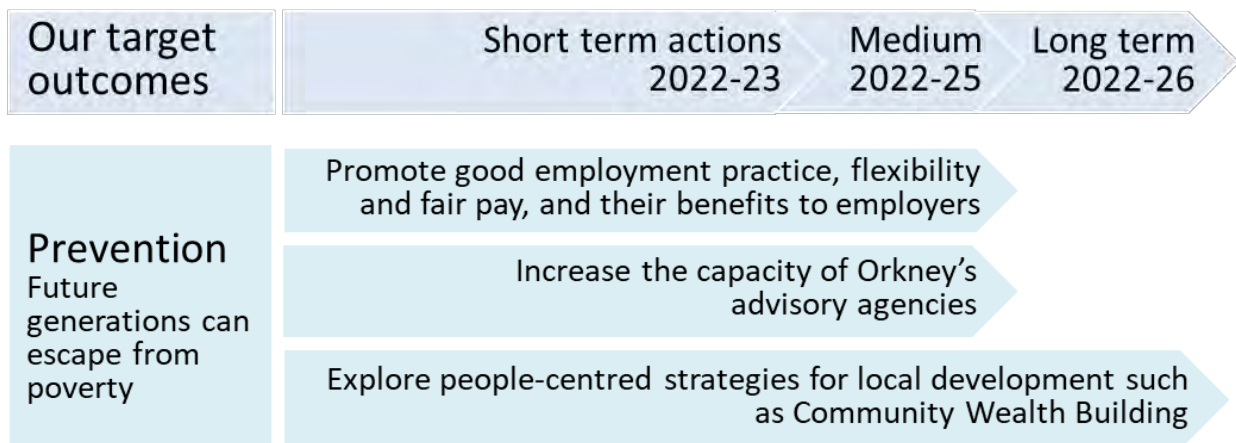 Our target
outcomes
Short term actions
2022-23
Medium
2022-25
Long term
2022-26
Prevention
Future
generations can
escape from
poverty
Promote good employment practice, flexibility
and fair pay, and their benefits to employers
Increase the capacity of Orkney’s
advisory agencies
Explore people-centred strategies for local development such
as Community Wealth Building